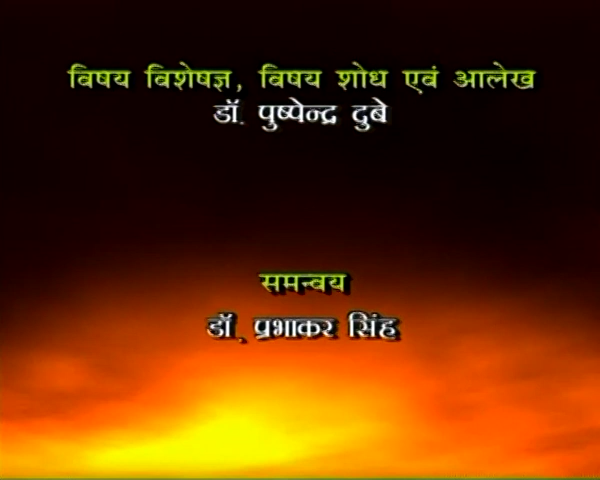 विषय विशेषज्ञ, विषय शोध एवं आलेख
डॉ. पुष्पेन्द्र दुबे
समन्वय
डॉ. प्रभाकर सिंह